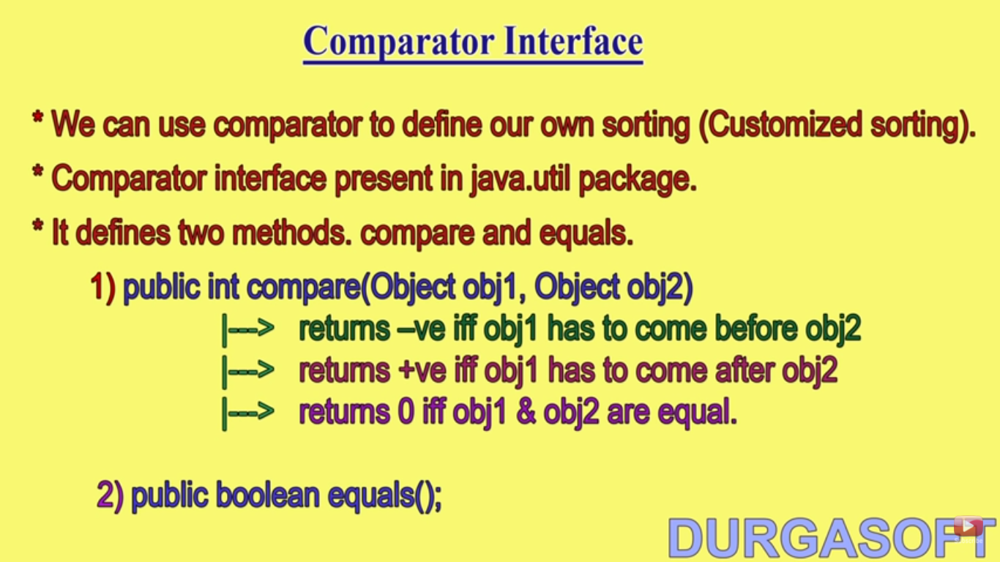 Comparator Interface
* We can use comparator to define our own sorting (Customized sorting).
* Comparator interface present in java.util package.
* It defines two methods. compare and equals.
1) public int compare(Object obj1, Object obj2)
|---> returns –ve iff obj1 has to come before obj2
|---> returns +ve iff obj1 has to come after obj2
|---> returns 0 iff obj1 & obj2 are equal.
2) public boolean equals();
DURGASOFT